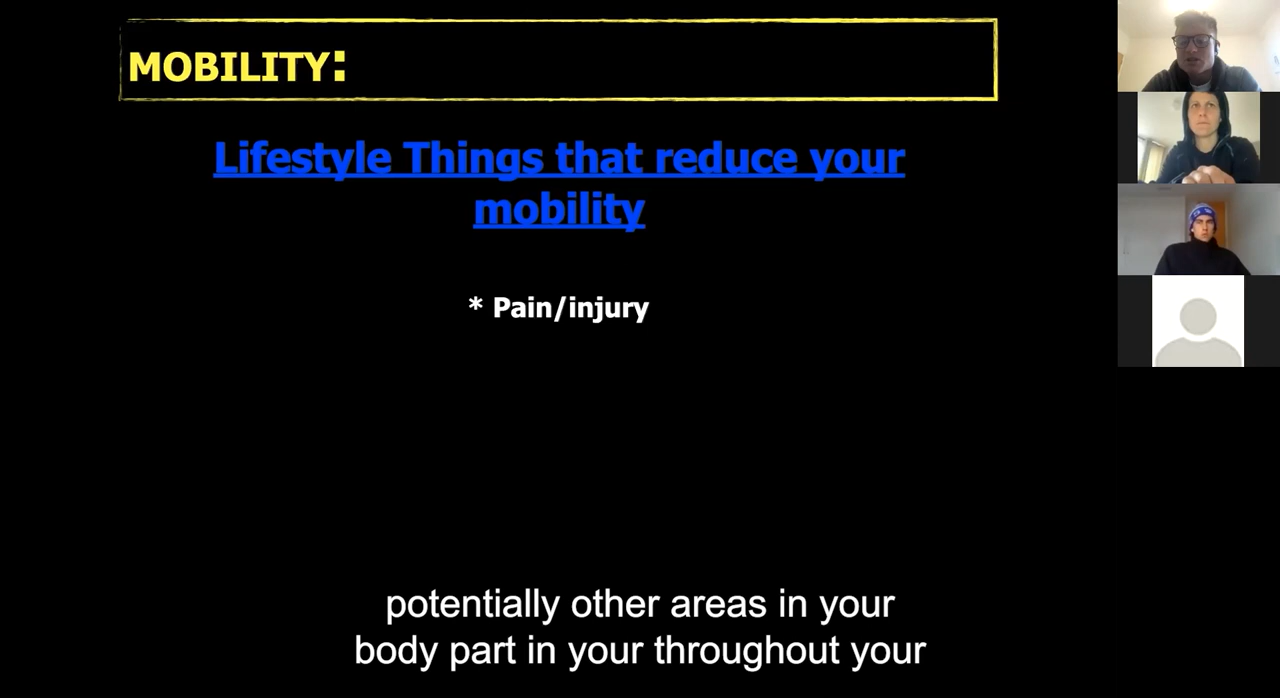 MOBILITY:
Lifestyle Things that reduce your
mobility
* Pain/injury
potentially other areas in your
body part in your throughout your